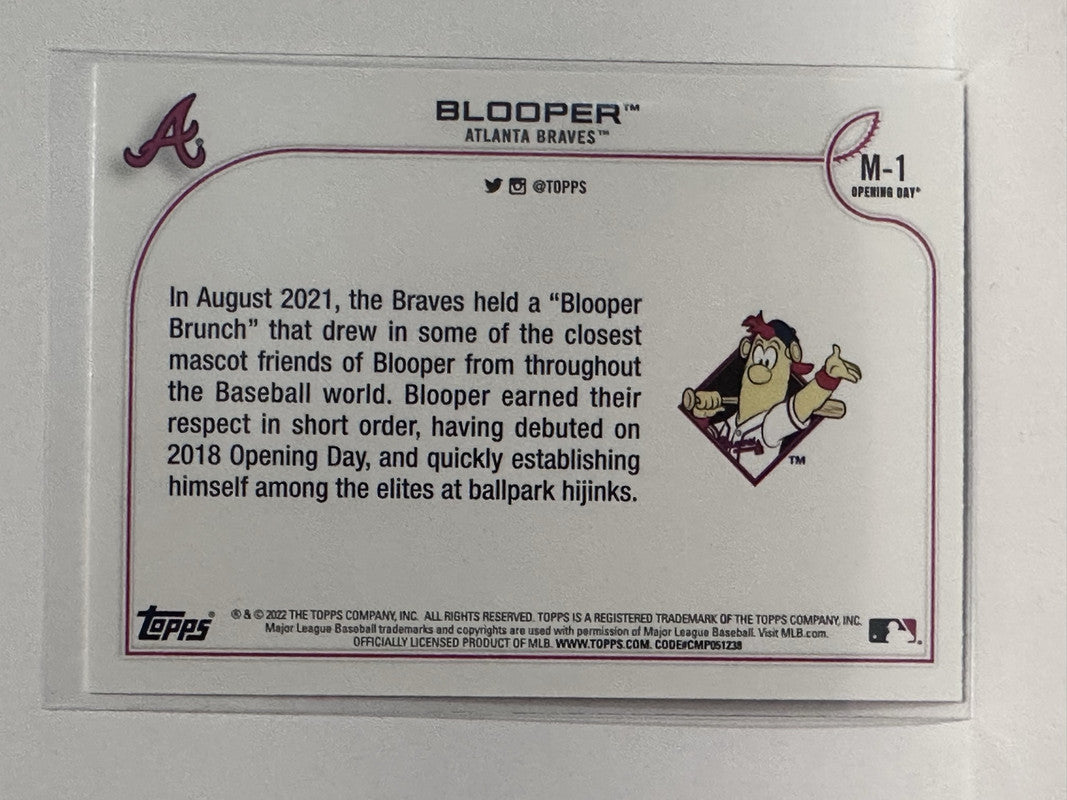 A
BLOOPER™
ATLANTA BRAVES™
@TOPPS
M-1
OPENING DAY®
In August 2021, the Braves held a “Blooper
Brunch” that drew in some of the closest
mascot friends of Blooper from throughout
the Baseball world. Blooper earned their
respect in short order, having debuted on
2018 Opening Day, and quickly establishing
himself among the elites at ballpark hijinks.
TM
Topps®
® & © 2022 THE TOPPS COMPANY, INC. ALL RIGHTS RESERVED. TOPPS IS A REGISTERED TRADEMARK OF THE TOPPS COMPANY, INC.
Major League Baseball trademarks and copyrights are used with permission of Major League Baseball. Visit MLB.com.
OFFICIALLY LICENSED PRODUCT OF MLB. WWW.TOPPS.COM. CODE#CMP051238